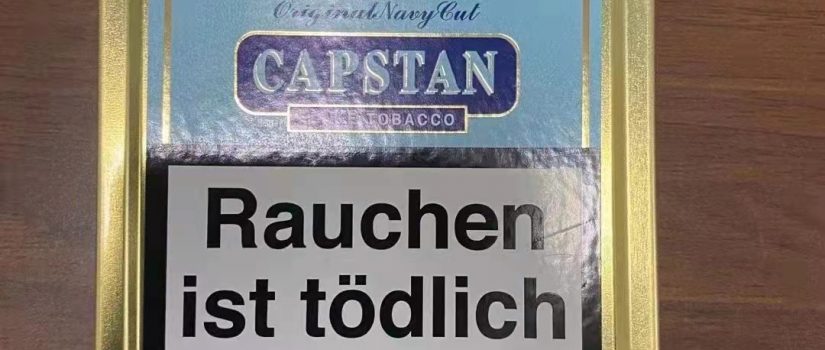 Original Navy Cut
CAPSTAN
TOBACCO
Rauchen
ist tödlich